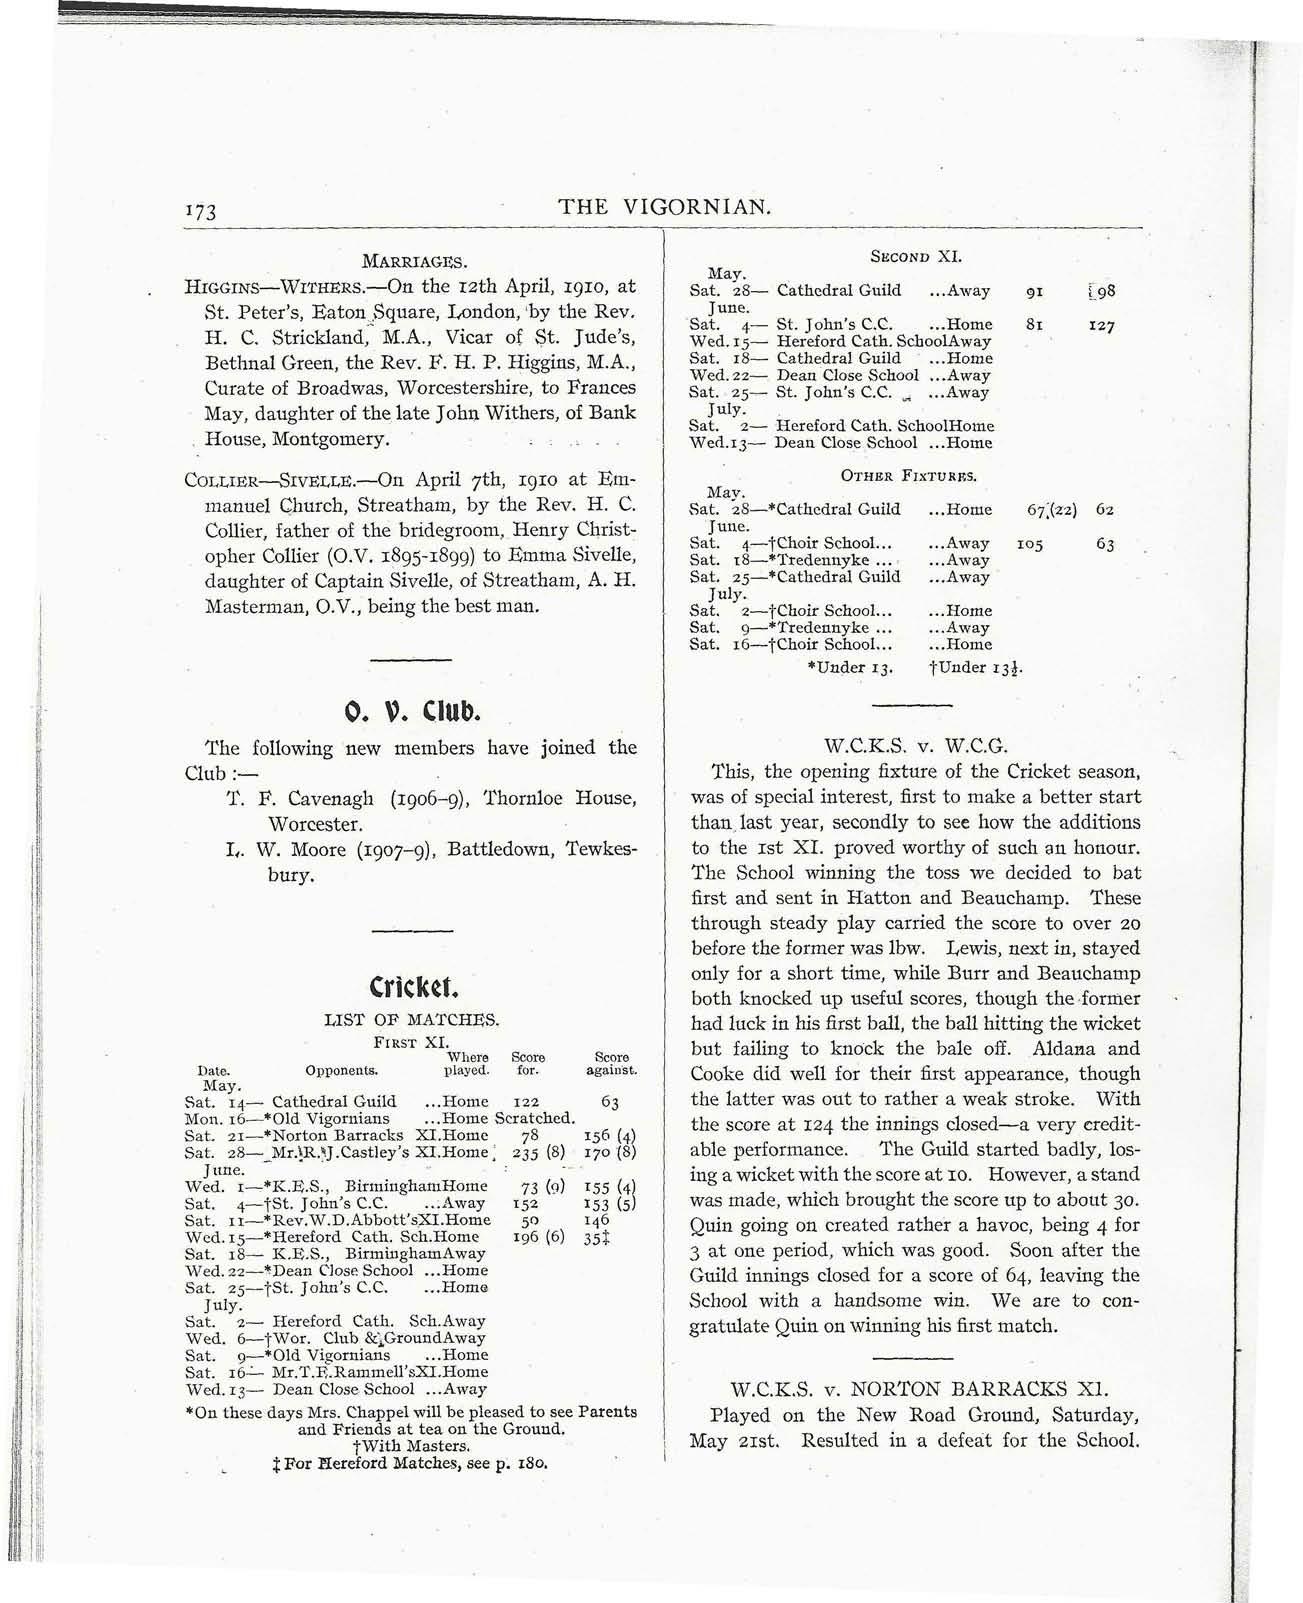 173
THE VIGORNIAN.
MARRIAGES.
HIGGINS—WITHERS.—On the 12th April, 1910, at
St. Peter's, Eaton Square, London, by the Rev.
H. C. Strickland, M.A., Vicar of St. Jude's,
Bethnal Green, the Rev. F. H. P. Higgins, M.A.,
Curate of Broadwas, Worcestershire, to Frances
May, daughter of the late John Withers, of Bank
House, Montgomery.
COLLIER—SIVELLE.—On April 7th, 1910 at Em-
manuel Church, Streatham, by the Rev. H. C.
Collier, father of the bridegroom, Henry Christ-
opher Collier (O.V. 1895-1899) to Emma Sivelle,
daughter of Captain Sivelle, of Streatham, A. H.
Masterman, O.V., being the best man.
O. V. Club.
The following new members have joined the
Club :—
T. F. Cavenagh (1906-9), Thornloe House,
Worcester.
L. W. Moore (1907-9), Battledown, Tewkes-
bury.
Cricket.
LIST OF MATCHES.
FIRST XI.
Where Score Score
Date. Opponents. played. for. against.
May.
Sat. 14— Cathedral Guild ...Home 122 63
Mon. 16—*Old Vigornians ...Home Scratched.
Sat. 21—*Norton Barracks XI.Home 78 156 (4)
Sat. 28— Mr. R. J. Castley's XI.Home 235 (8) 170 (8)
June.
Wed. 1—*K.E.S., BirminghamHome 73 (9) 155 (4)
Sat. 4—†St. John's C.C. ...Away 152 153 (5)
Sat. 11—*Rev.W.D.Abbott'sXI.Home 50 146
Wed. 15—*Hereford Cath. Sch.Home 196 (6) 35‡
Sat. 18— K.E.S., BirminghamAway
Wed. 22—*Dean Close School ...Home
Sat. 25—†St. John's C.C. ...Home
July.
Sat. 2— Hereford Cath. Sch.Away
Wed. 6—†Wor. Club & GroundAway
Sat. 9—*Old Vigornians ...Home
Sat. 16— Mr.T.E.Rammell'sXI.Home
Wed. 13— Dean Close School ...Away
*On these days Mrs. Chappel will be pleased to see Parents
and Friends at tea on the Ground.
†With Masters.
‡ For Hereford Matches, see p. 180.
SECOND XI.
May.
Sat. 28— Cathedral Guild ...Away 91 98
June.
Sat. 4— St. John's C.C. ...Home 81 127
Wed. 15— Hereford Cath. SchoolAway
Sat. 18— Cathedral Guild ...Home
Wed. 22— Dean Close School ...Away
Sat. 25— St. John's C.C. ...Away
July.
Sat. 2— Hereford Cath. SchoolHome
Wed. 13— Dean Close School ...Home
OTHER FIXTURES.
May.
Sat. 28—*Cathedral Guild ...Home 67 (22) 62
June.
Sat. 4—†Choir School... ...Away 105 63
Sat. 18—*Tredennyke ... ...Away
Sat. 25—*Cathedral Guild ...Away
July.
Sat. 2—†Choir School... ...Home
Sat. 9—*Tredennyke ... ...Away
Sat. 16—†Choir School... ...Home
*Under 13. †Under 13½.
W.C.K.S. v. W.C.G.
This, the opening fixture of the Cricket season,
was of special interest, first to make a better start
than last year, secondly to see how the additions
to the 1st XI. proved worthy of such an honour.
The School winning the toss we decided to bat
first and sent in Hatton and Beauchamp. These
through steady play carried the score to over 20
before the former was lbw. Lewis, next in, stayed
only for a short time, while Burr and Beauchamp
both knocked up useful scores, though the former
had luck in his first ball, the ball hitting the wicket
but failing to knock the bale off. Aldana and
Cooke did well for their first appearance, though
the latter was out to rather a weak stroke. With
the score at 124 the innings closed—a very credit-
able performance. The Guild started badly, los-
ing a wicket with the score at 10. However, a stand
was made, which brought the score up to about 30.
Quin going on created rather a havoc, being 4 for
3 at one period, which was good. Soon after the
Guild innings closed for a score of 64, leaving the
School with a handsome win. We are to con-
gratulate Quin on winning his first match.
W.C.K.S. v. NORTON BARRACKS XI.
Played on the New Road Ground, Saturday,
May 21st. Resulted in a defeat for the School.